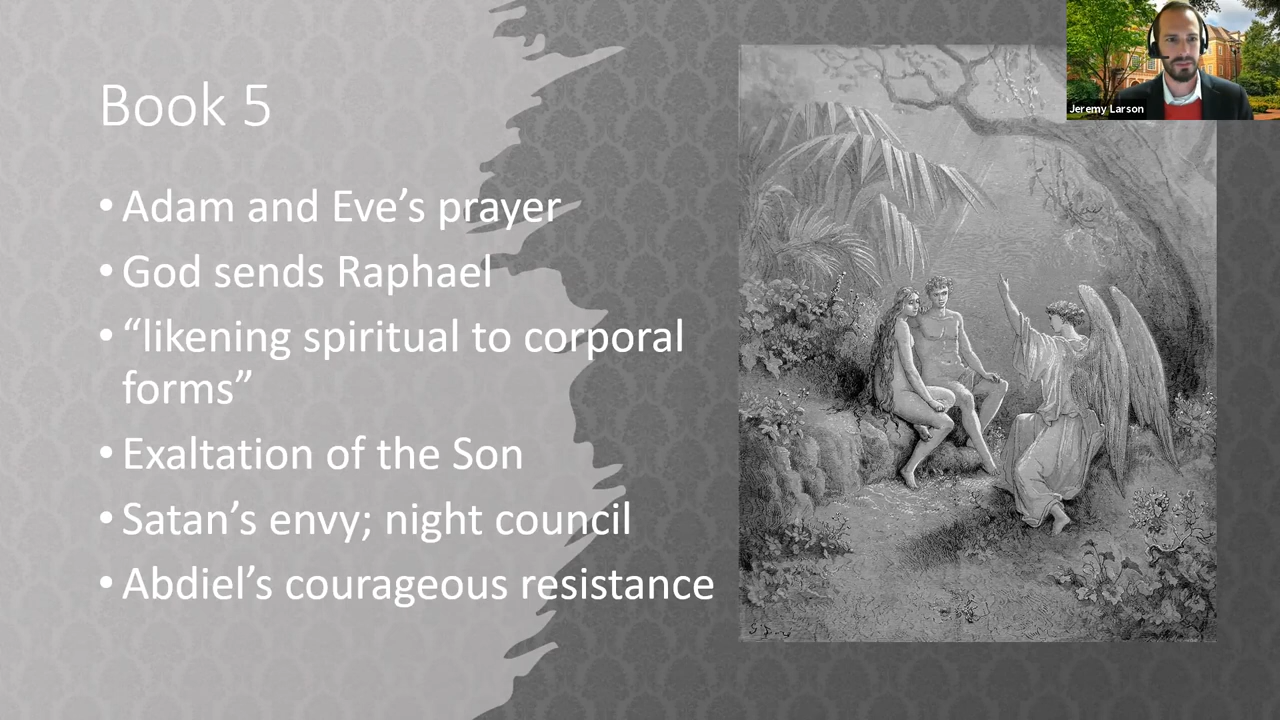 Book 5
• Adam and Eve’s prayer
• God sends Raphael
• “likening spiritual to corporal
forms”
• Exaltation of the Son
• Satan’s envy; night council
• Abdiel’s courageous resistance
Jeremy Larson